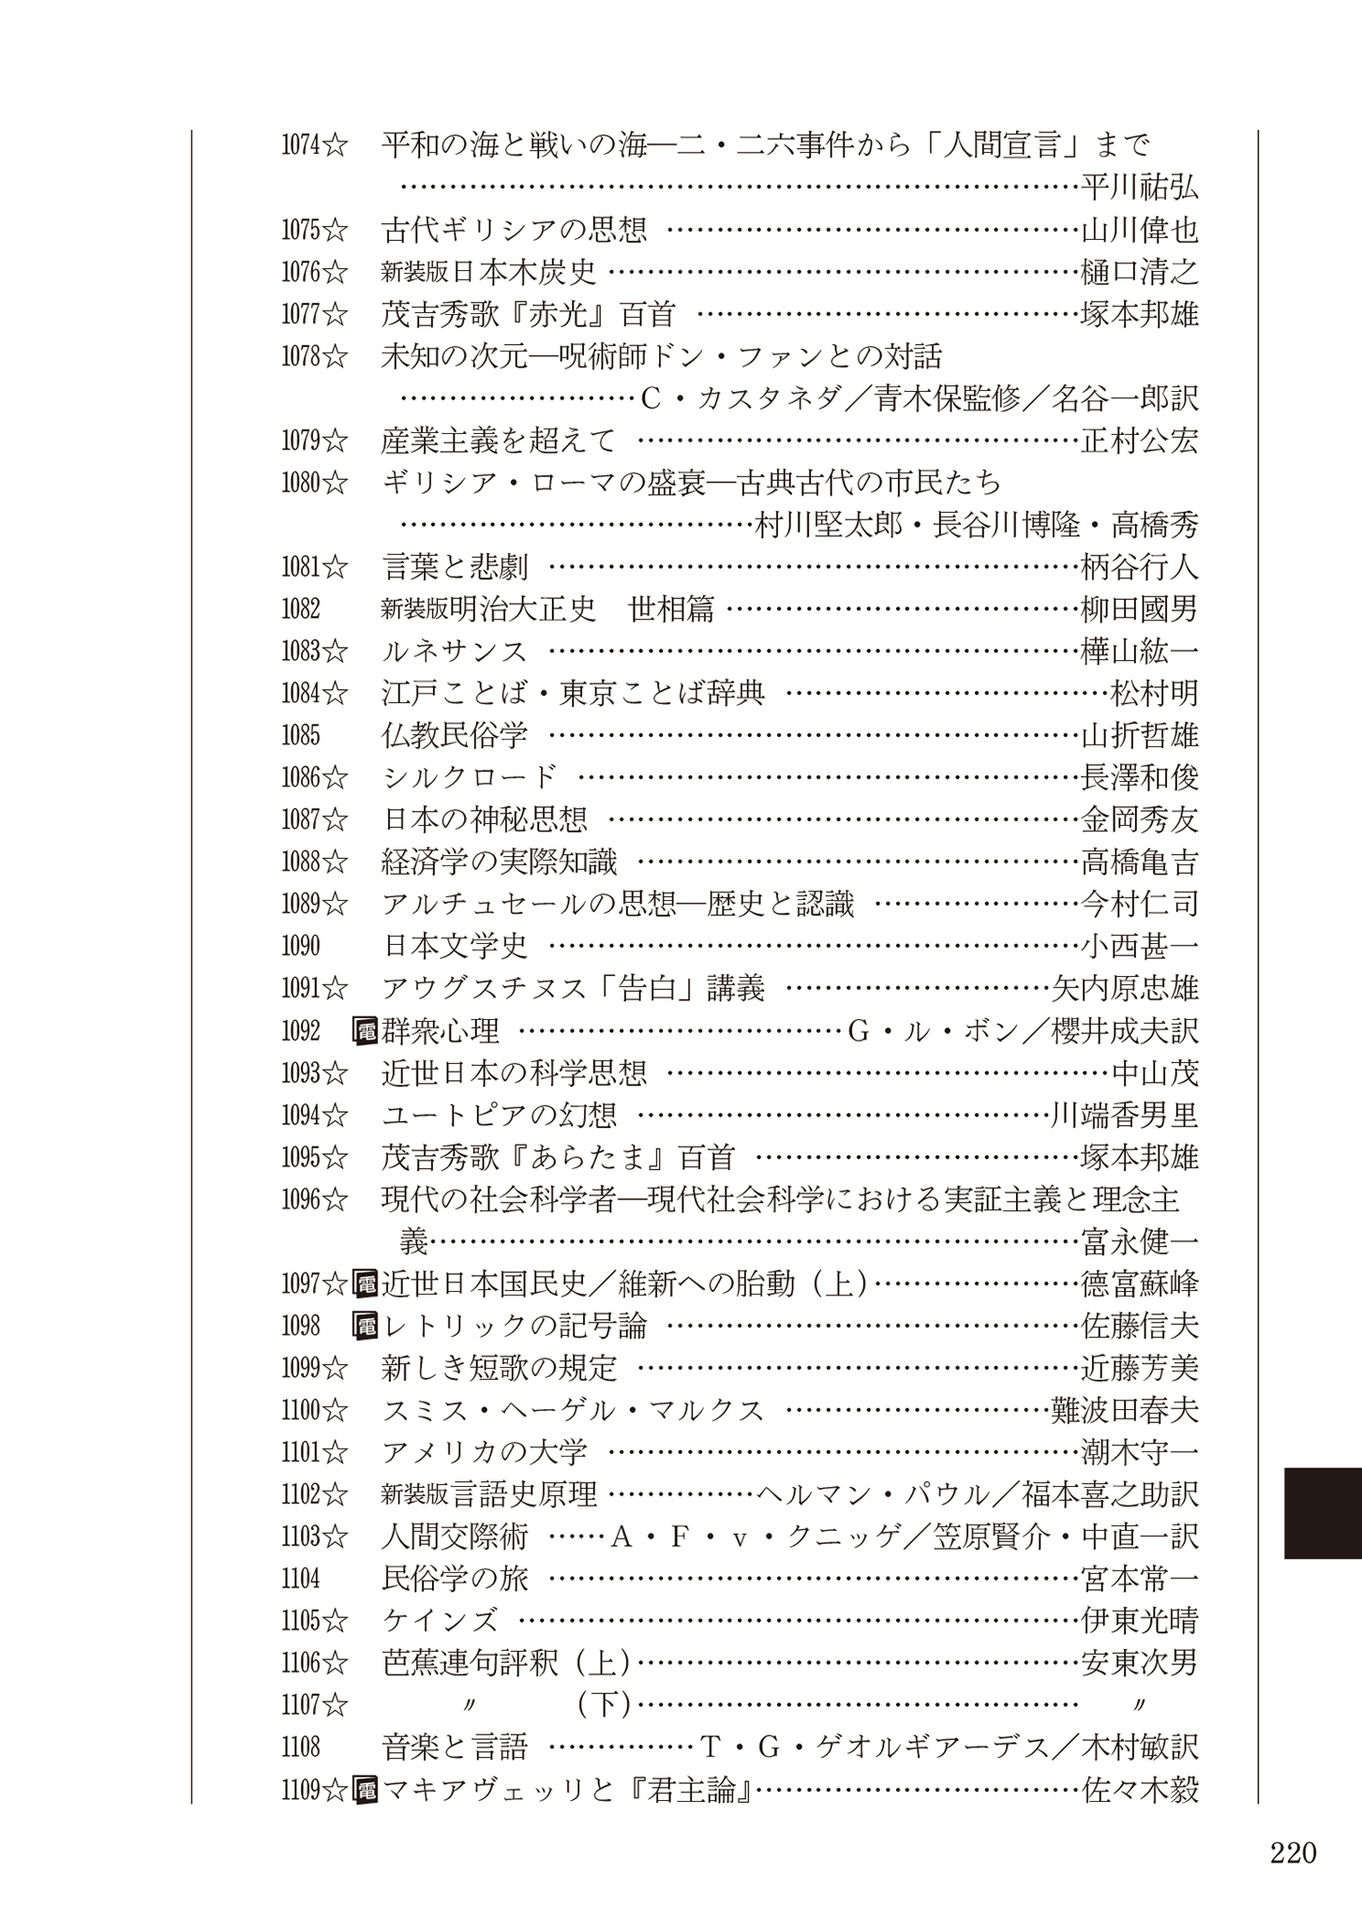 1074☆ 平和の海と戦いの海―二・二六事件から「人間宣言」まで
……………………………………………………………平川祐弘
1075☆ 古代ギリシアの思想 ……………………………………山川偉也
1076☆ 新装版日本木炭史 …………………………………………樋口清之
1077☆ 茂吉秀歌『赤光』百首 …………………………………塚本邦雄
1078☆ 未知の次元―呪術師ドン・ファンとの対話
……………………C・カスタネダ／青木保監修／名谷一郎訳
1079☆ 産業主義を超えて ………………………………………正村公宏
1080☆ ギリシア・ローマの盛衰―古典古代の市民たち
………………………………村川堅太郎・長谷川博隆・高橋秀
1081☆ 言葉と悲劇 ………………………………………………柄谷行人
1082 新装版明治大正史　世相篇 ………………………………柳田國男
1083☆ ルネサンス ………………………………………………樺山紘一
1084☆ 江戸ことば・東京ことば辞典 ……………………………松村明
1085 仏教民俗学 ………………………………………………山折哲雄
1086☆ シルクロード ……………………………………………長澤和俊
1087☆ 日本の神秘思想 …………………………………………金岡秀友
1088☆ 経済学の実際知識 ………………………………………高橋亀吉
1089☆ アルチュセールの思想―歴史と認識 …………………今村仁司
1090 日本文学史 ………………………………………………小西甚一
1091☆ アウグスチヌス「告白」講義 ………………………矢内原忠雄
1092 電群衆心理 ……………………………G・ル・ボン／櫻井成夫訳
1093☆ 近世日本の科学思想 ………………………………………中山茂
1094☆ ユートピアの幻想 ……………………………………川端香男里
1095☆ 茂吉秀歌『あらたま』百首 ……………………………塚本邦雄
1096☆ 現代の社会科学者―現代社会科学における実証主義と理念主
義…………………………………………………………富永健一
1097☆電近世日本国民史／維新への胎動（上）…………………德富蘇峰
1098 電レトリックの記号論 ……………………………………佐藤信夫
1099☆ 新しき短歌の規定 ………………………………………近藤芳美
1100☆ スミス・ヘーゲル・マルクス ………………………難波田春夫
1101☆ アメリカの大学 …………………………………………潮木守一
1102☆ 新装版言語史原理 ……………ヘルマン・パウル／福本喜之助訳
1103☆ 人間交際術 ……A・F・v・クニッゲ／笠原賢介・中直一訳
1104 民俗学の旅 ………………………………………………宮本常一
1105☆ ケインズ …………………………………………………伊東光晴
1106☆ 芭蕉連句評釈（上）………………………………………安東次男
1107☆ 〃 （下）……………………………………… 〃
1108 音楽と言語 ……………T・G・ゲオルギアーデス／木村敏訳
1109☆電マキアヴェッリと『君主論』……………………………佐々木毅
220